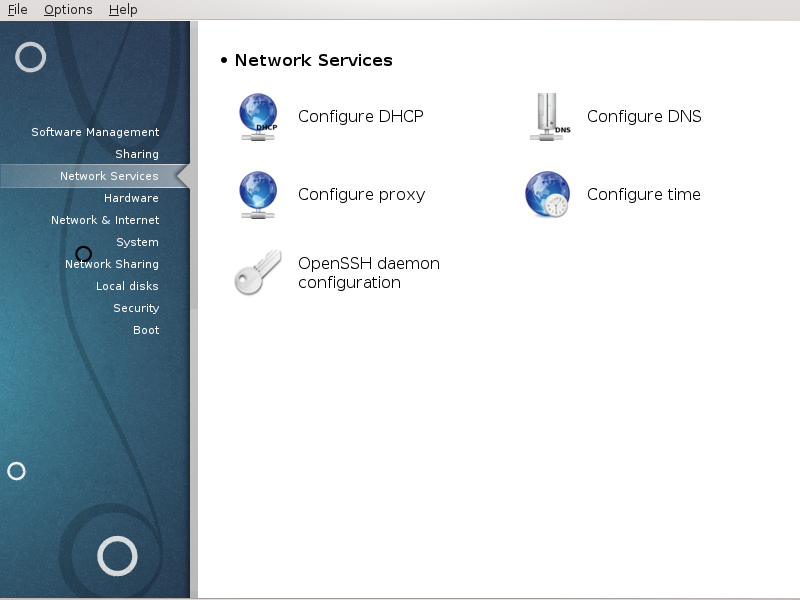 File Options Help
Software Management
Sharing
Network Services
Hardware
Network & Internet
System
Network Sharing
Local disks
Security
Boot
• Network Services
DHCP Configure DHCP
DNS Configure DNS
Configure proxy
Configure time
OpenSSH daemon
configuration